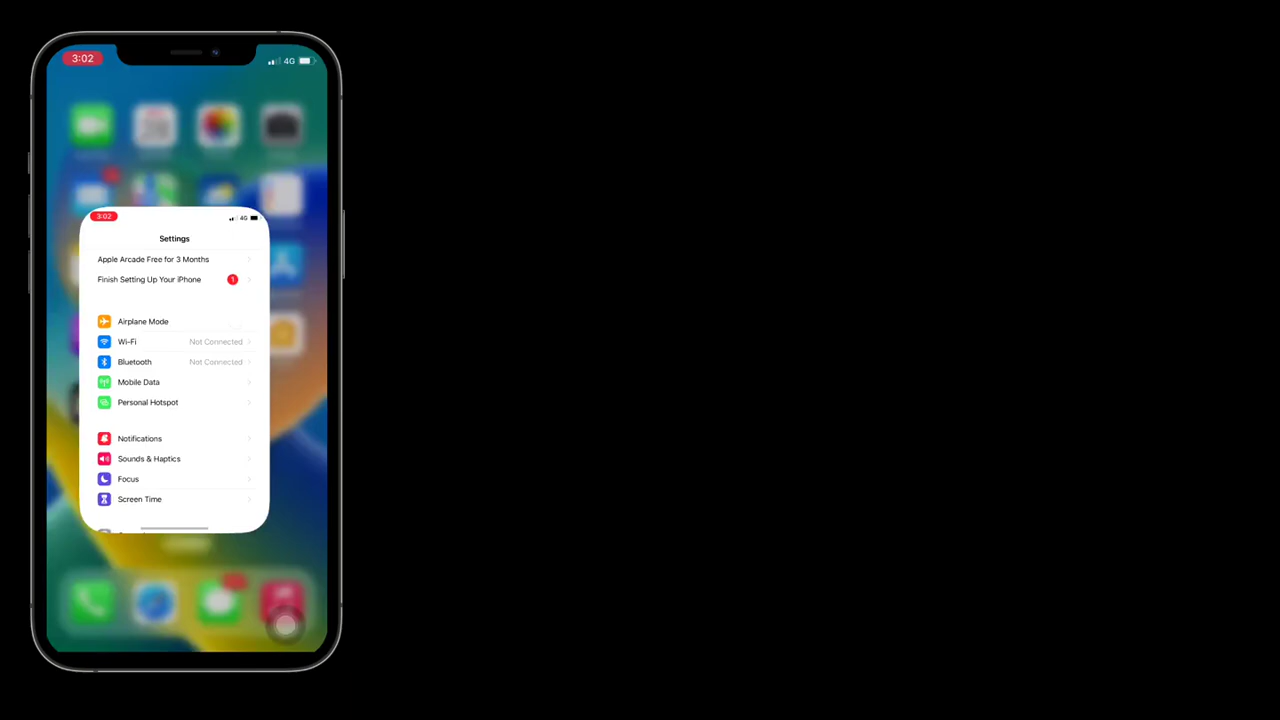 3:02
4G
3:02
4G
Settings
Apple Arcade Free for 3 Months
Finish Setting Up Your iPhone 1
Airplane Mode
Wi-Fi Not Connected
Bluetooth Not Connected
Mobile Data
Personal Hotspot
Notifications
Sounds & Haptics
Focus
Screen Time